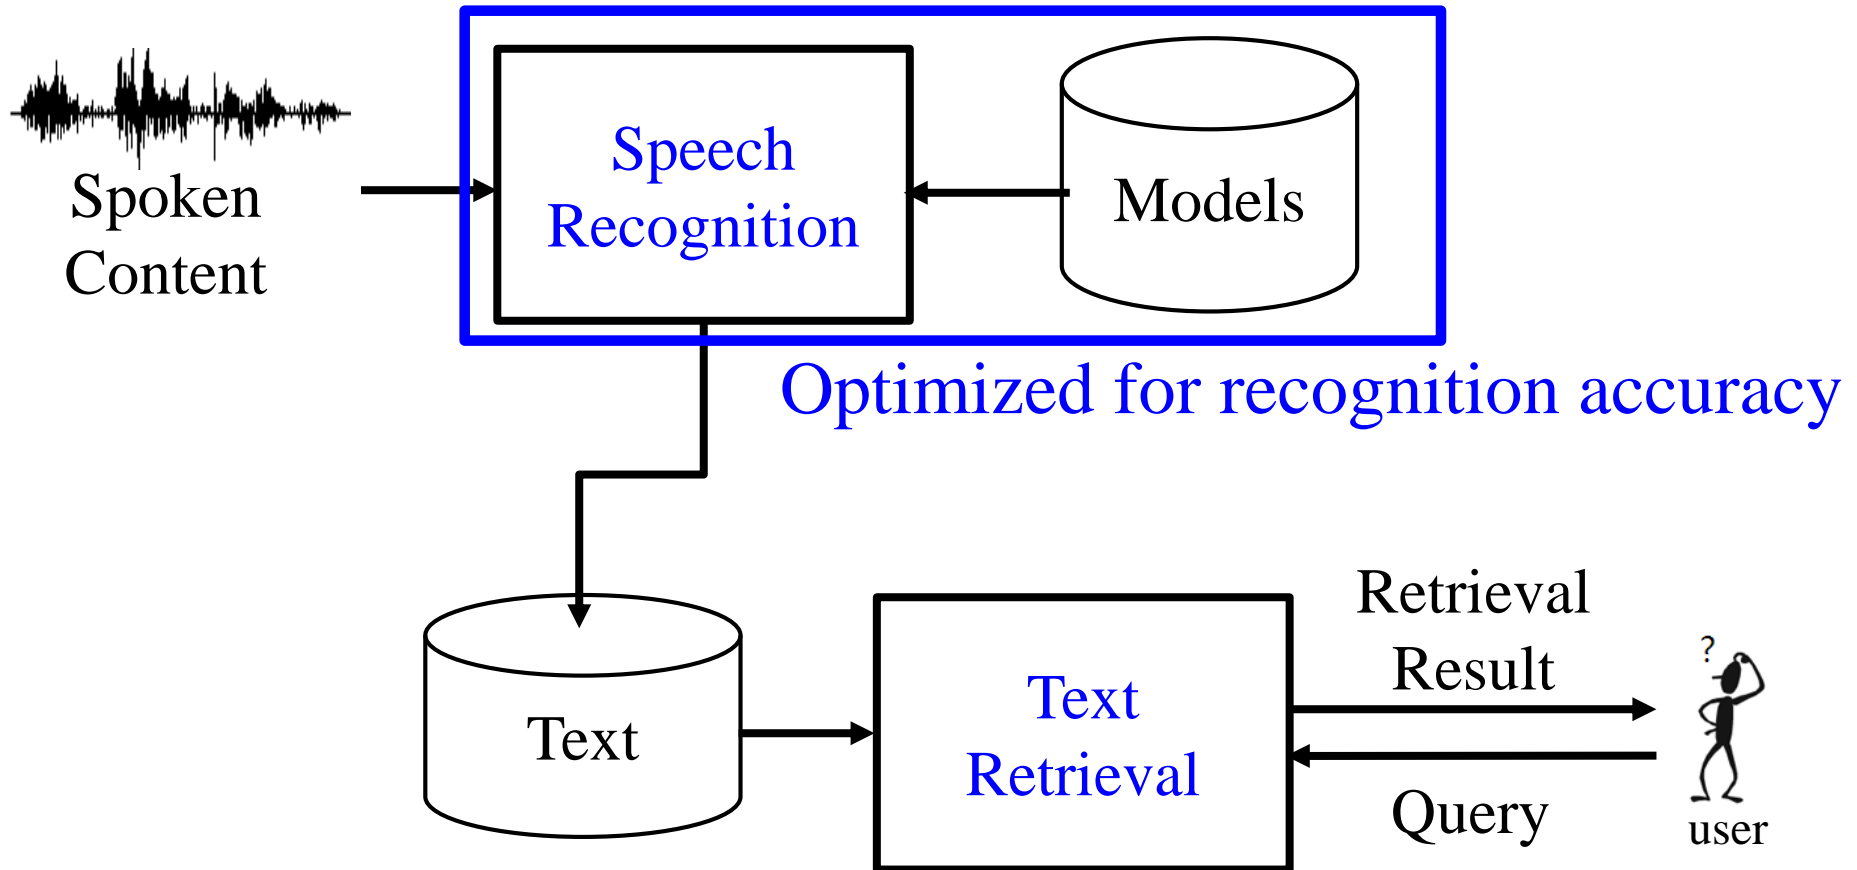 Spoken
Content
Speech
Recognition
Models
Optimized for recognition accuracy
Text
Text
Retrieval
Retrieval
Result
?
Query
user